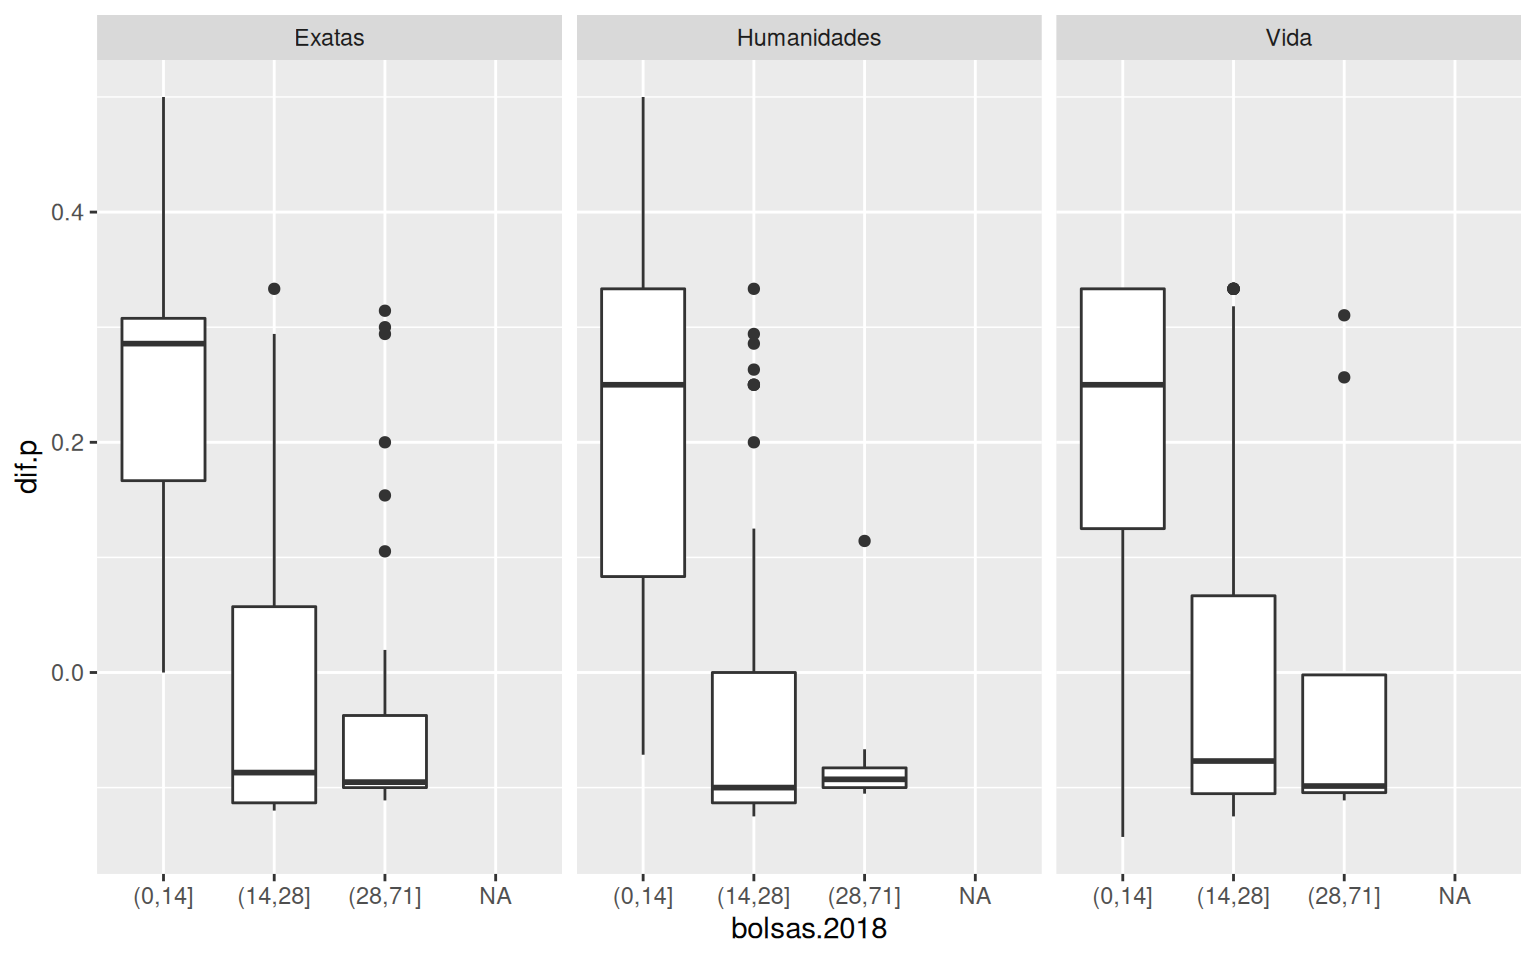 Exatas Humanidades Vida
0.4
0.2
0.0
dif.p
(0,14] (14,28] (28,71] NA (0,14] (14,28] (28,71] NA (0,14] (14,28] (28,71] NA
bolsas.2018